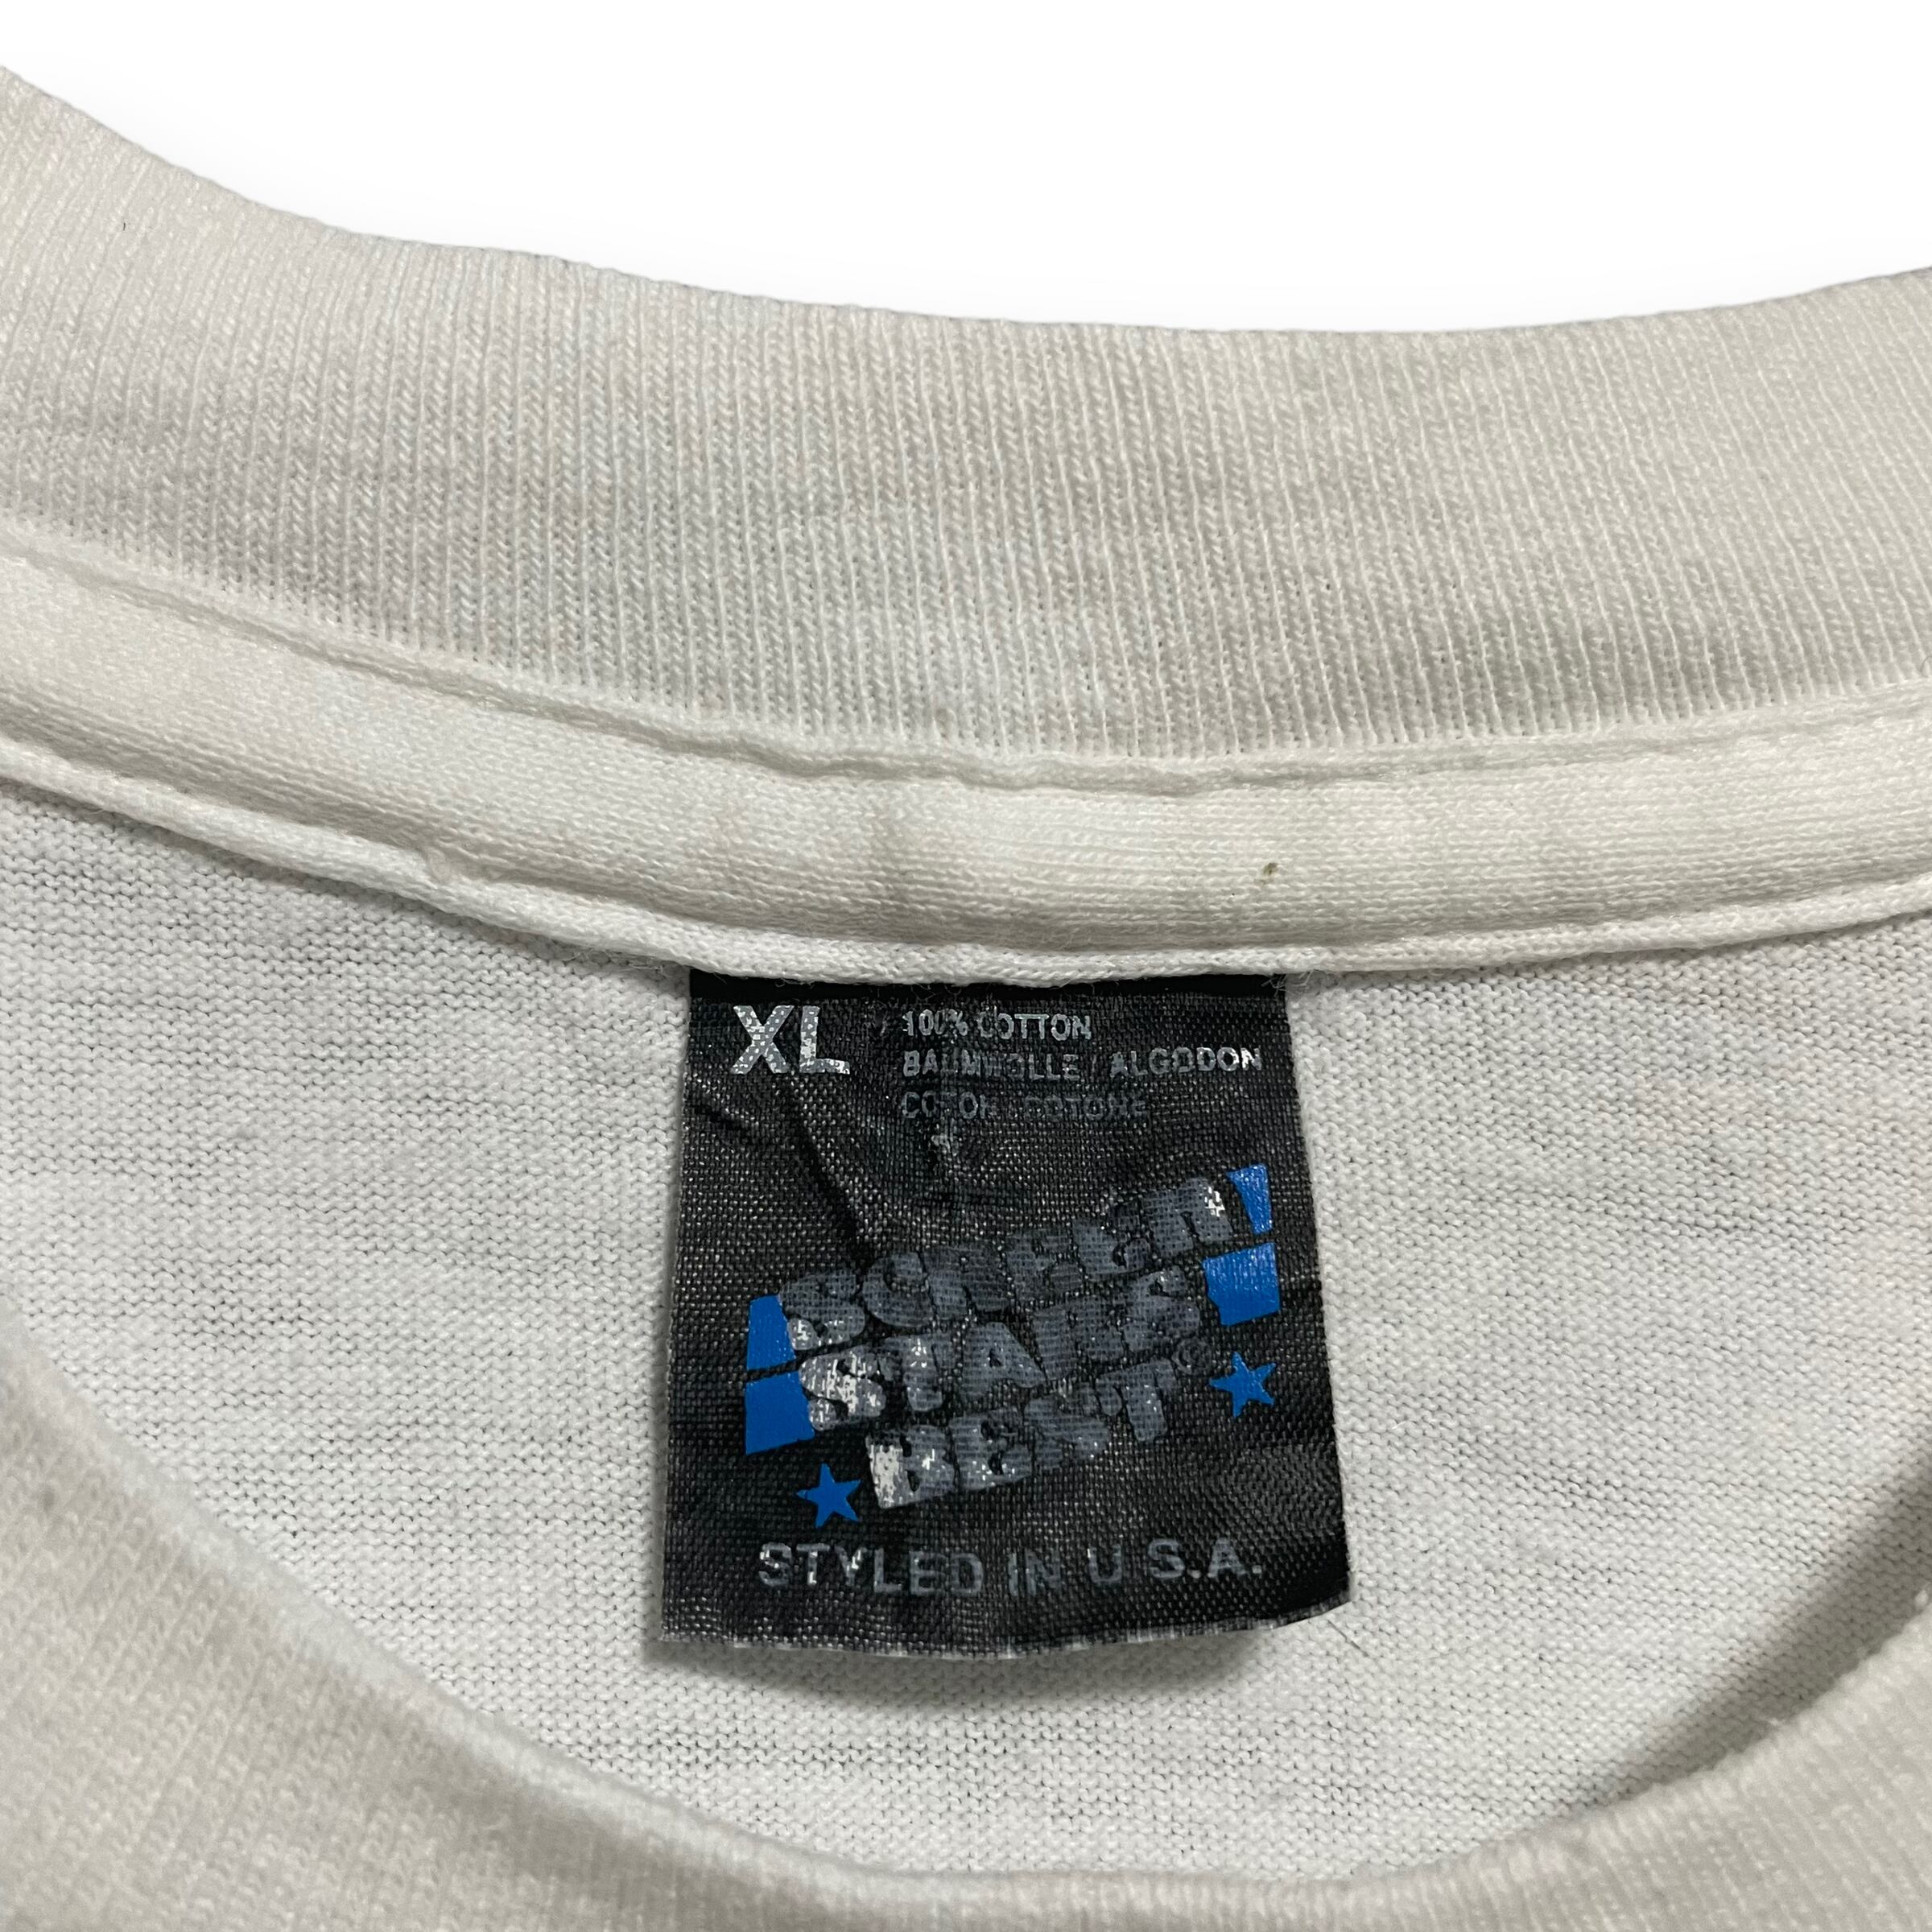 XL
100% COTTON
BAUMWOLLE / ALGODON
COTON / COTONE
SCREEN
STARS
BEST®
STYLED IN U.S.A.